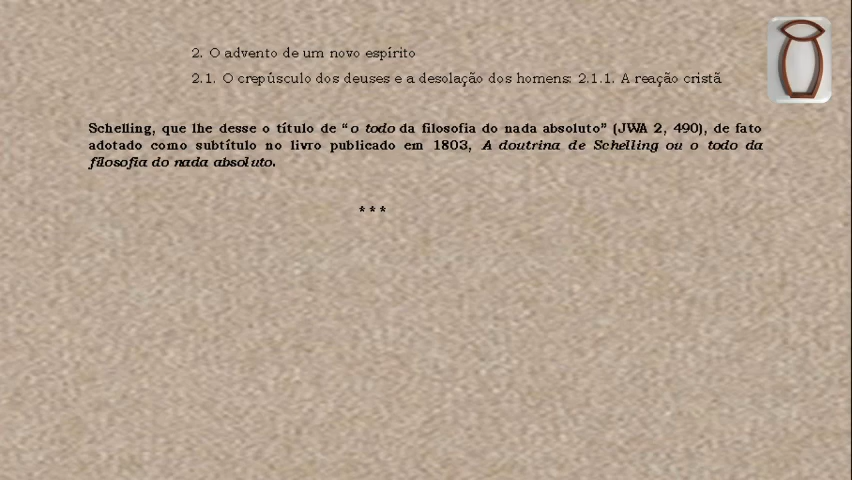 2. O advento de um novo espírito
2.1. O crepúsculo dos deuses e a desolação dos homens: 2.1.1. A reação cristã
Schelling, que lhe desse o título de “o todo da filosofia do nada absoluto” (JWA 2, 490), de fato
adotado como subtítulo no livro publicado em 1803, A doutrina de Schelling ou o todo da
filosofia do nada absoluto.
* * *